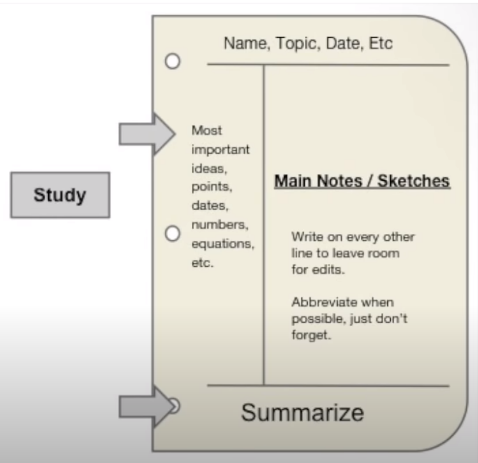 Name, Topic, Date, Etc
Study
Most
important
ideas,
points,
dates,
numbers,
equations,
etc.
Main Notes / Sketches
Write on every other
line to leave room
for edits.
Abbreviate when
possible, just don't
forget.
Summarize